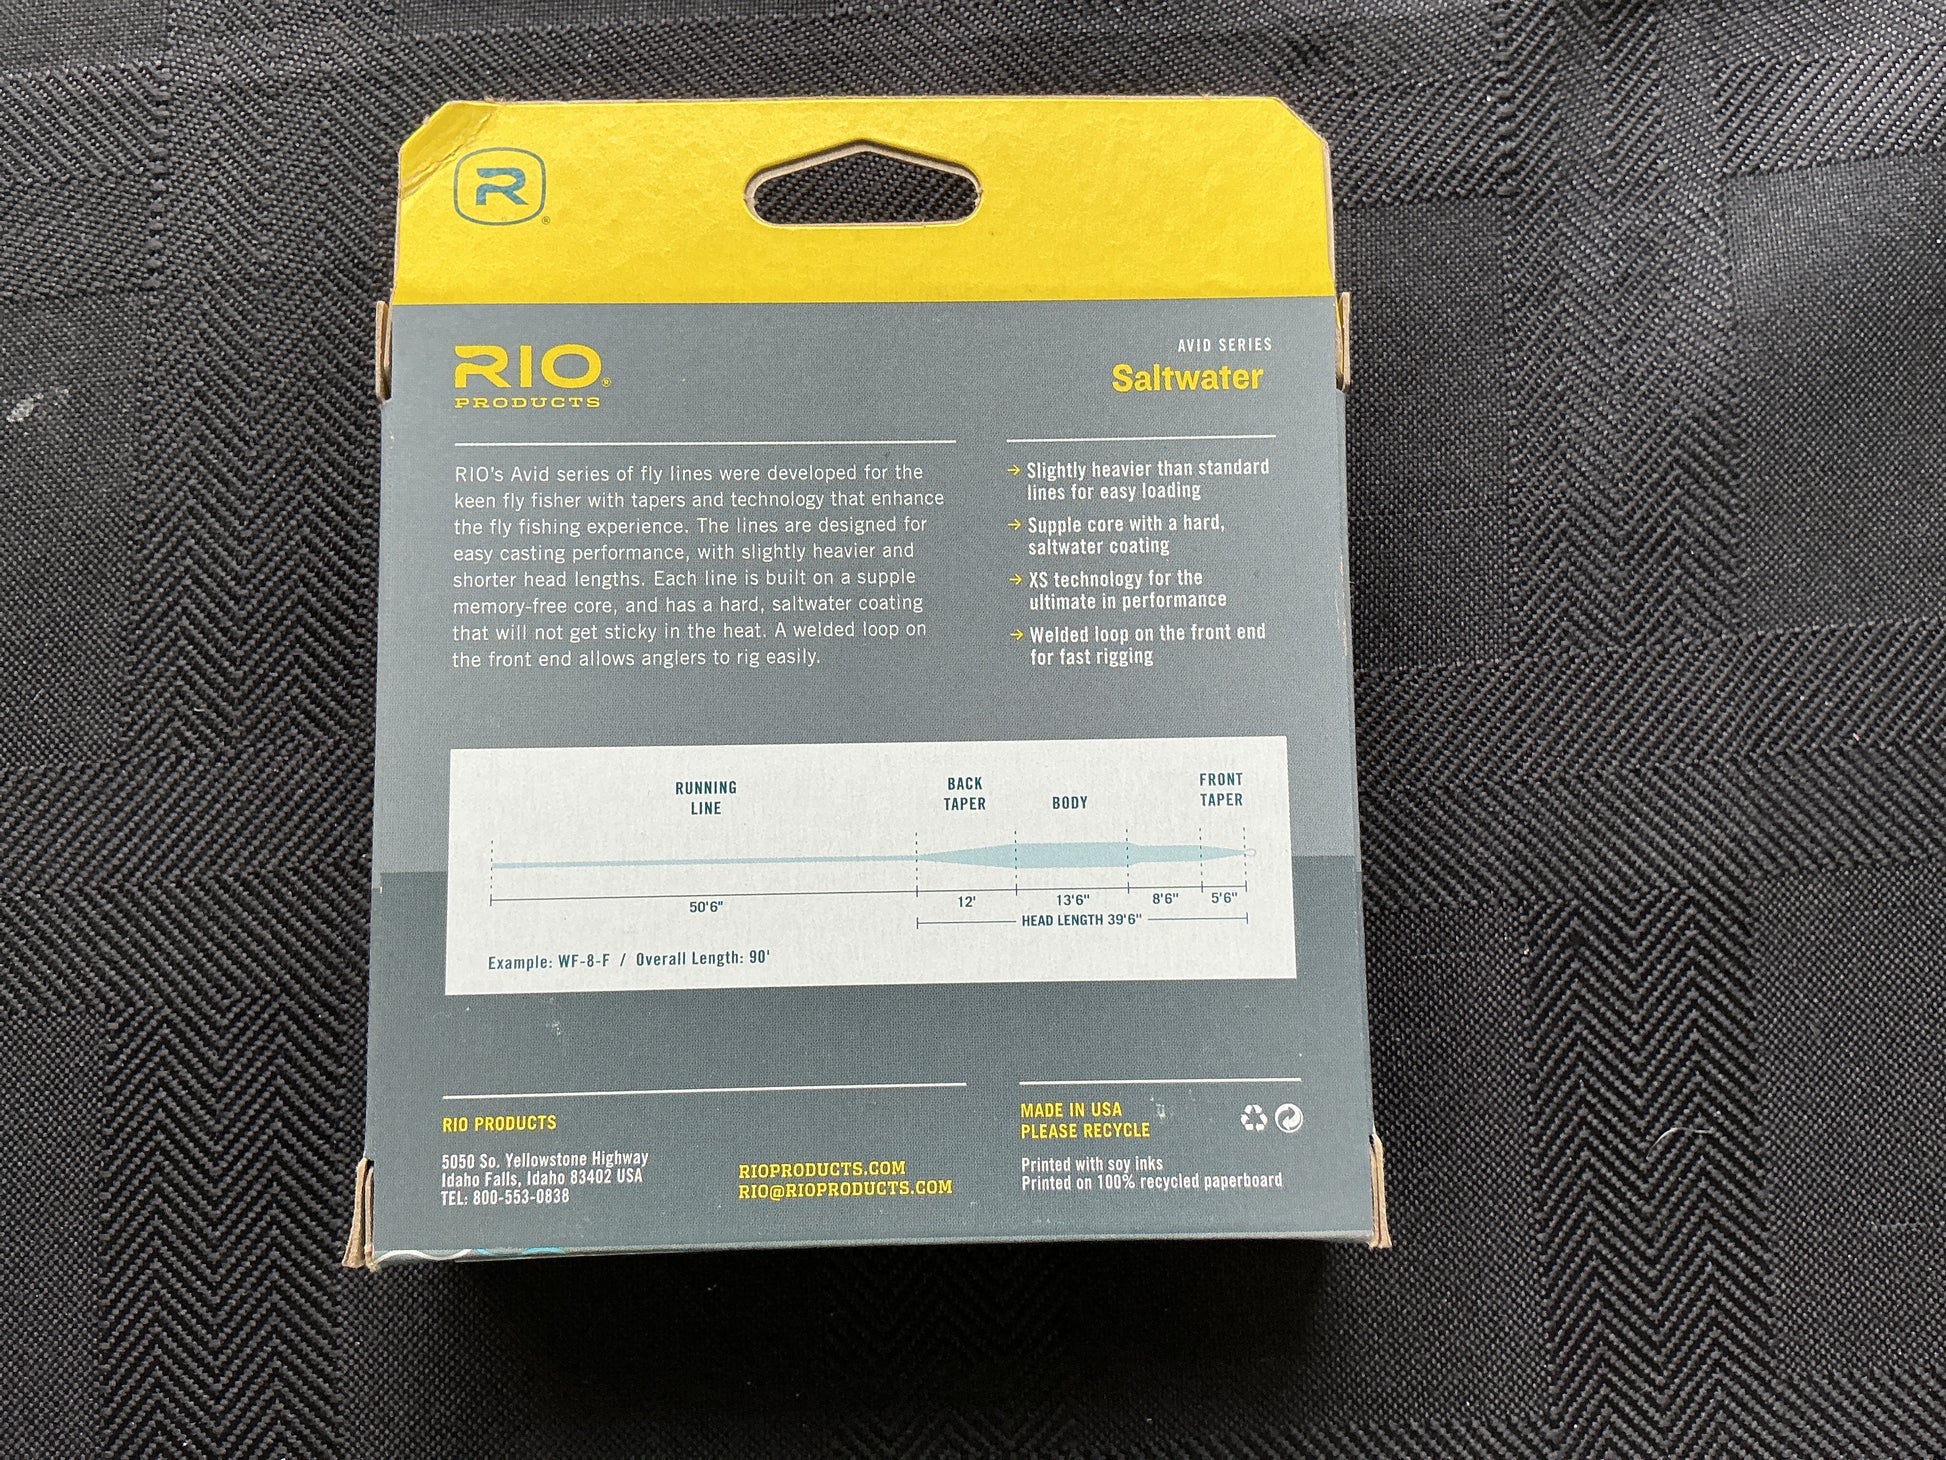 R®
RIO®
PRODUCTS
AVID SERIES
Saltwater
RIO's Avid series of fly lines were developed for the
keen fly fisher with tapers and technology that enhance
the fly fishing experience. The lines are designed for
easy casting performance, with slightly heavier and
shorter head lengths. Each line is built on a supple
memory-free core, and has a hard, saltwater coating
that will not get sticky in the heat. A welded loop on
the front end allows anglers to rig easily.
→ Slightly heavier than standard
lines for easy loading
→ Supple core with a hard,
saltwater coating
→ XS technology for the
ultimate in performance
→ Welded loop on the front end
for fast rigging
RUNNING
LINE
BACK
TAPER
BODY
FRONT
TAPER
50'6"
12'
13'6"
8'6"
5'6"
HEAD LENGTH 39'6"
Example: WF-8-F / Overall Length: 90'
RIO PRODUCTS
5050 So. Yellowstone Highway
Idaho Falls, Idaho 83402 USA
TEL: 800-553-0838
RIOPRODUCTS.COM
RIO@RIOPRODUCTS.COM
MADE IN USA
PLEASE RECYCLE
Printed with soy inks
Printed on 100% recycled paperboard